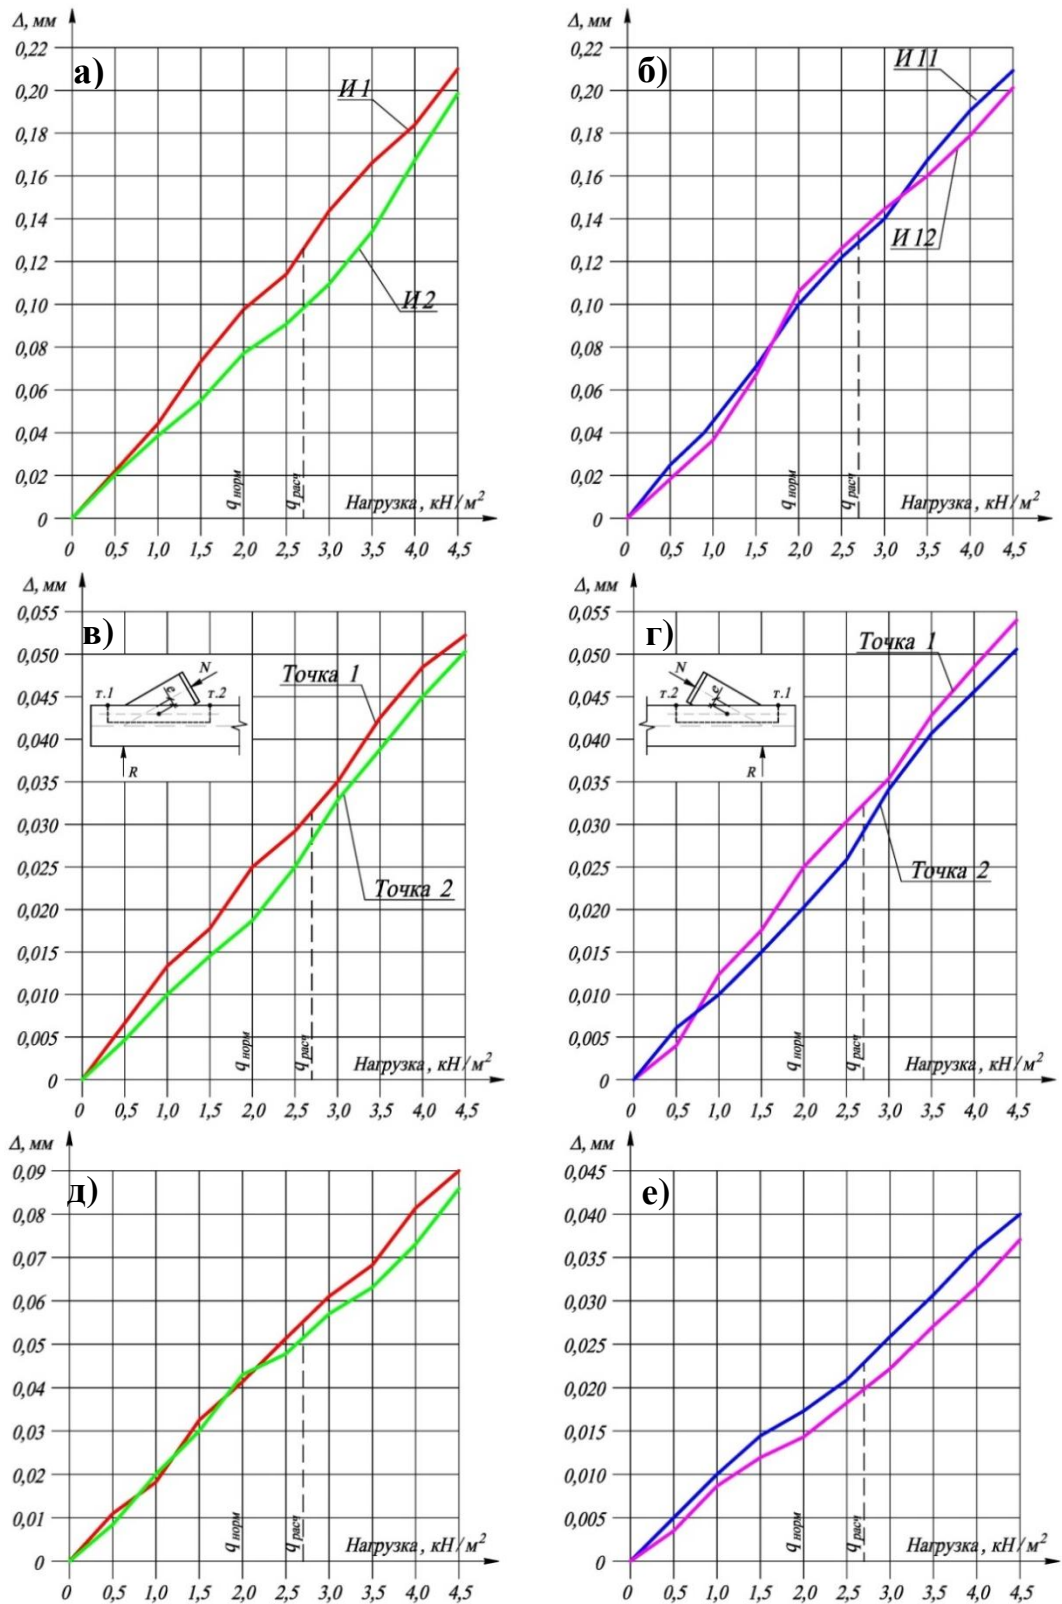 Δ, мм
0,22
0,20
0,18
0,16
0,14
0,12
0,10
0,08
0,06
0,04
0,02
0
а)
И 1
И 2
q норм
q расч
Нагрузка, кН/м²
0 0,5 1,0 1,5 2,0 2,5 3,0 3,5 4,0 4,5
Δ, мм
0,22
0,20
0,18
0,16
0,14
0,12
0,10
0,08
0,06
0,04
0,02
0
б)
И 11
И 12
q норм
q расч
Нагрузка, кН/м²
0 0,5 1,0 1,5 2,0 2,5 3,0 3,5 4,0 4,5
Δ, мм
0,055
0,050
0,045
0,040
0,035
0,030
0,025
0,020
0,015
0,010
0,005
0
в)
N
т.1
e
т.2
R
Точка 1
Точка 2
q норм
q расч
Нагрузка, кН/м²
0 0,5 1,0 1,5 2,0 2,5 3,0 3,5 4,0 4,5
Δ, мм
0,055
0,050
0,045
0,040
0,035
0,030
0,025
0,020
0,015
0,010
0,005
0
г)
N
т.2
e
т.1
R
Точка 1
Точка 2
q норм
q расч
Нагрузка, кН/м²
0 0,5 1,0 1,5 2,0 2,5 3,0 3,5 4,0 4,5
Δ, мм
0,09
0,08
0,07
0,06
0,05
0,04
0,03
0,02
0,01
0
д)
q норм
q расч
Нагрузка, кН/м²
0 0,5 1,0 1,5 2,0 2,5 3,0 3,5 4,0 4,5
Δ, мм
0,045
0,040
0,035
0,030
0,025
0,020
0,015
0,010
0,005
0
е)
q норм
q расч
Нагрузка, кН/м²
0 0,5 1,0 1,5 2,0 2,5 3,0 3,5 4,0 4,5